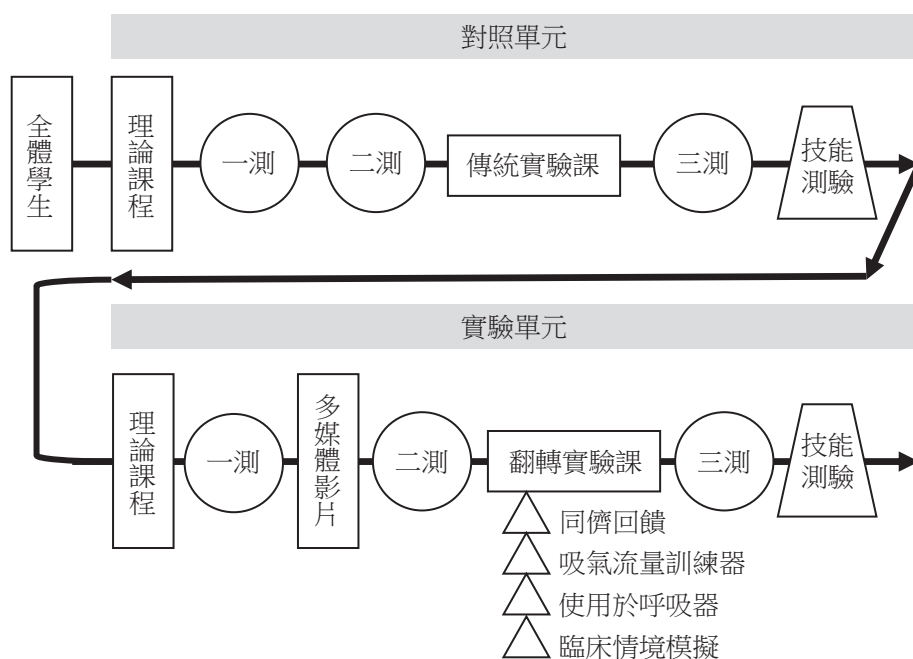 對照單元
全體學生
理論課程
一測
二測
傳統實驗課
三測
技能
測驗
實驗單元
理論課程
一測
多媒體影片
二測
翻轉實驗課
三測
技能
測驗
同儕回饋
吸氣流量訓練器
使用於呼吸器
臨床情境模擬